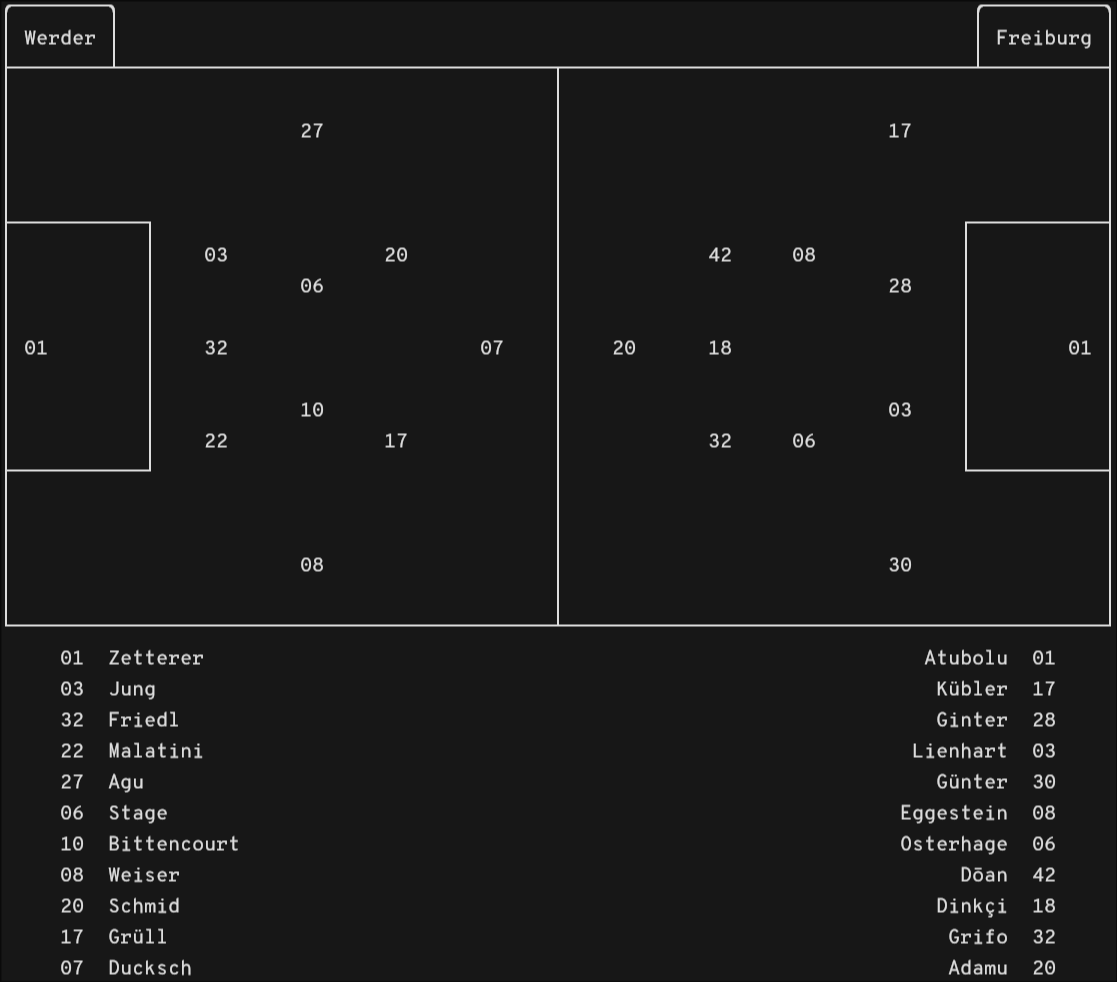 Werder Freiburg
27 17
03 20 42 08
06 28
01 32 07 20 18 01
10 03
22 17 32 06
08 30
01 Zetterer Atubolu 01
03 Jung Kübler 17
32 Friedl Ginter 28
22 Malatini Lienhart 03
27 Agu Günter 30
06 Stage Eggestein 08
10 Bittencourt Osterhage 06
08 Weiser Dōan 42
20 Schmid Dinkçi 18
17 Grüll Grifo 32
07 Ducksch Adamu 20